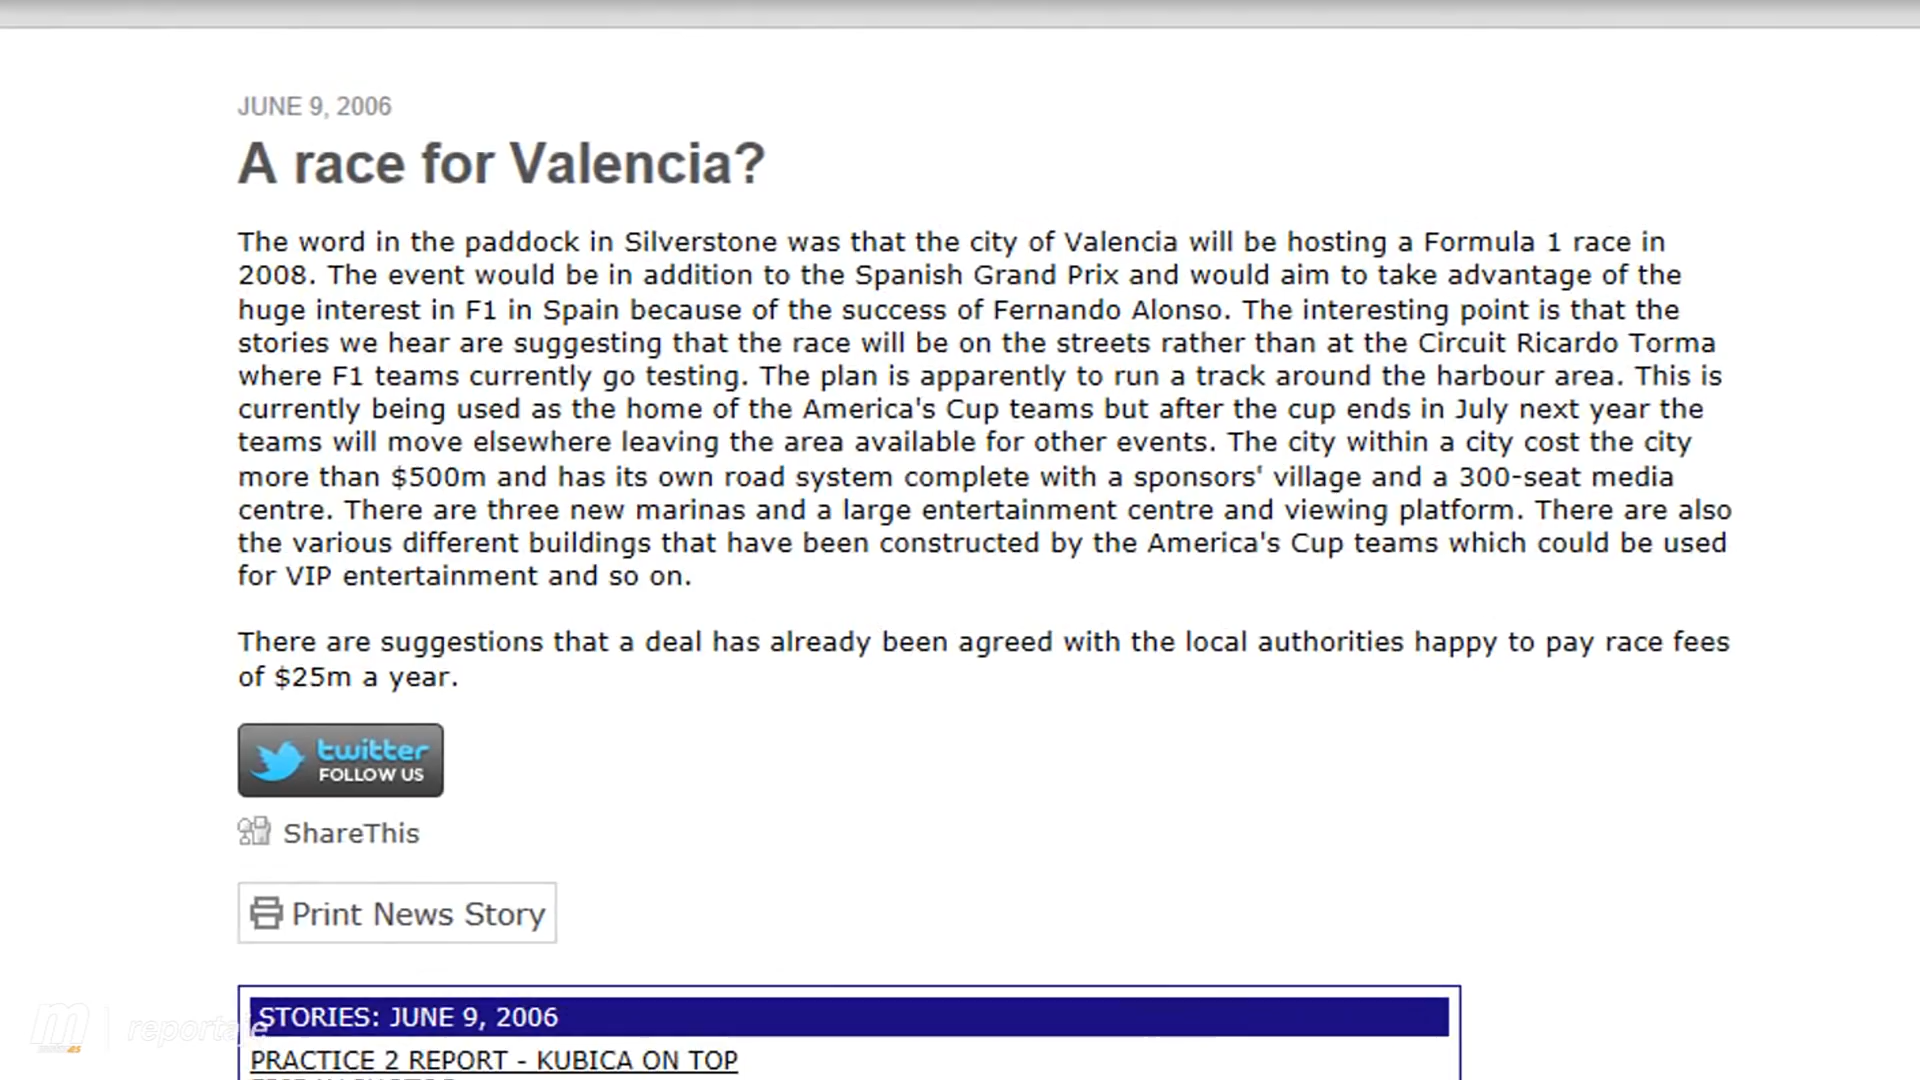 JUNE 9, 2006
A race for Valencia?
The word in the paddock in Silverstone was that the city of Valencia will be hosting a Formula 1 race in
2008. The event would be in addition to the Spanish Grand Prix and would aim to take advantage of the
huge interest in F1 in Spain because of the success of Fernando Alonso. The interesting point is that the
stories we hear are suggesting that the race will be on the streets rather than at the Circuit Ricardo Torma
where F1 teams currently go testing. The plan is apparently to run a track around the harbour area. This is
currently being used as the home of the America's Cup teams but after the cup ends in July next year the
teams will move elsewhere leaving the area available for other events. The city within a city cost the city
more than $500m and has its own road system complete with a sponsors' village and a 300-seat media
centre. There are three new marinas and a large entertainment centre and viewing platform. There are also
the various different buildings that have been constructed by the America's Cup teams which could be used
for VIP entertainment and so on.
There are suggestions that a deal has already been agreed with the local authorities happy to pay race fees
of $25m a year.
twitter
FOLLOW US
ShareThis
Print News Story
STORIES: JUNE 9, 2006
m reportaje
PRACTICE 2 REPORT - KUBICA ON TOP